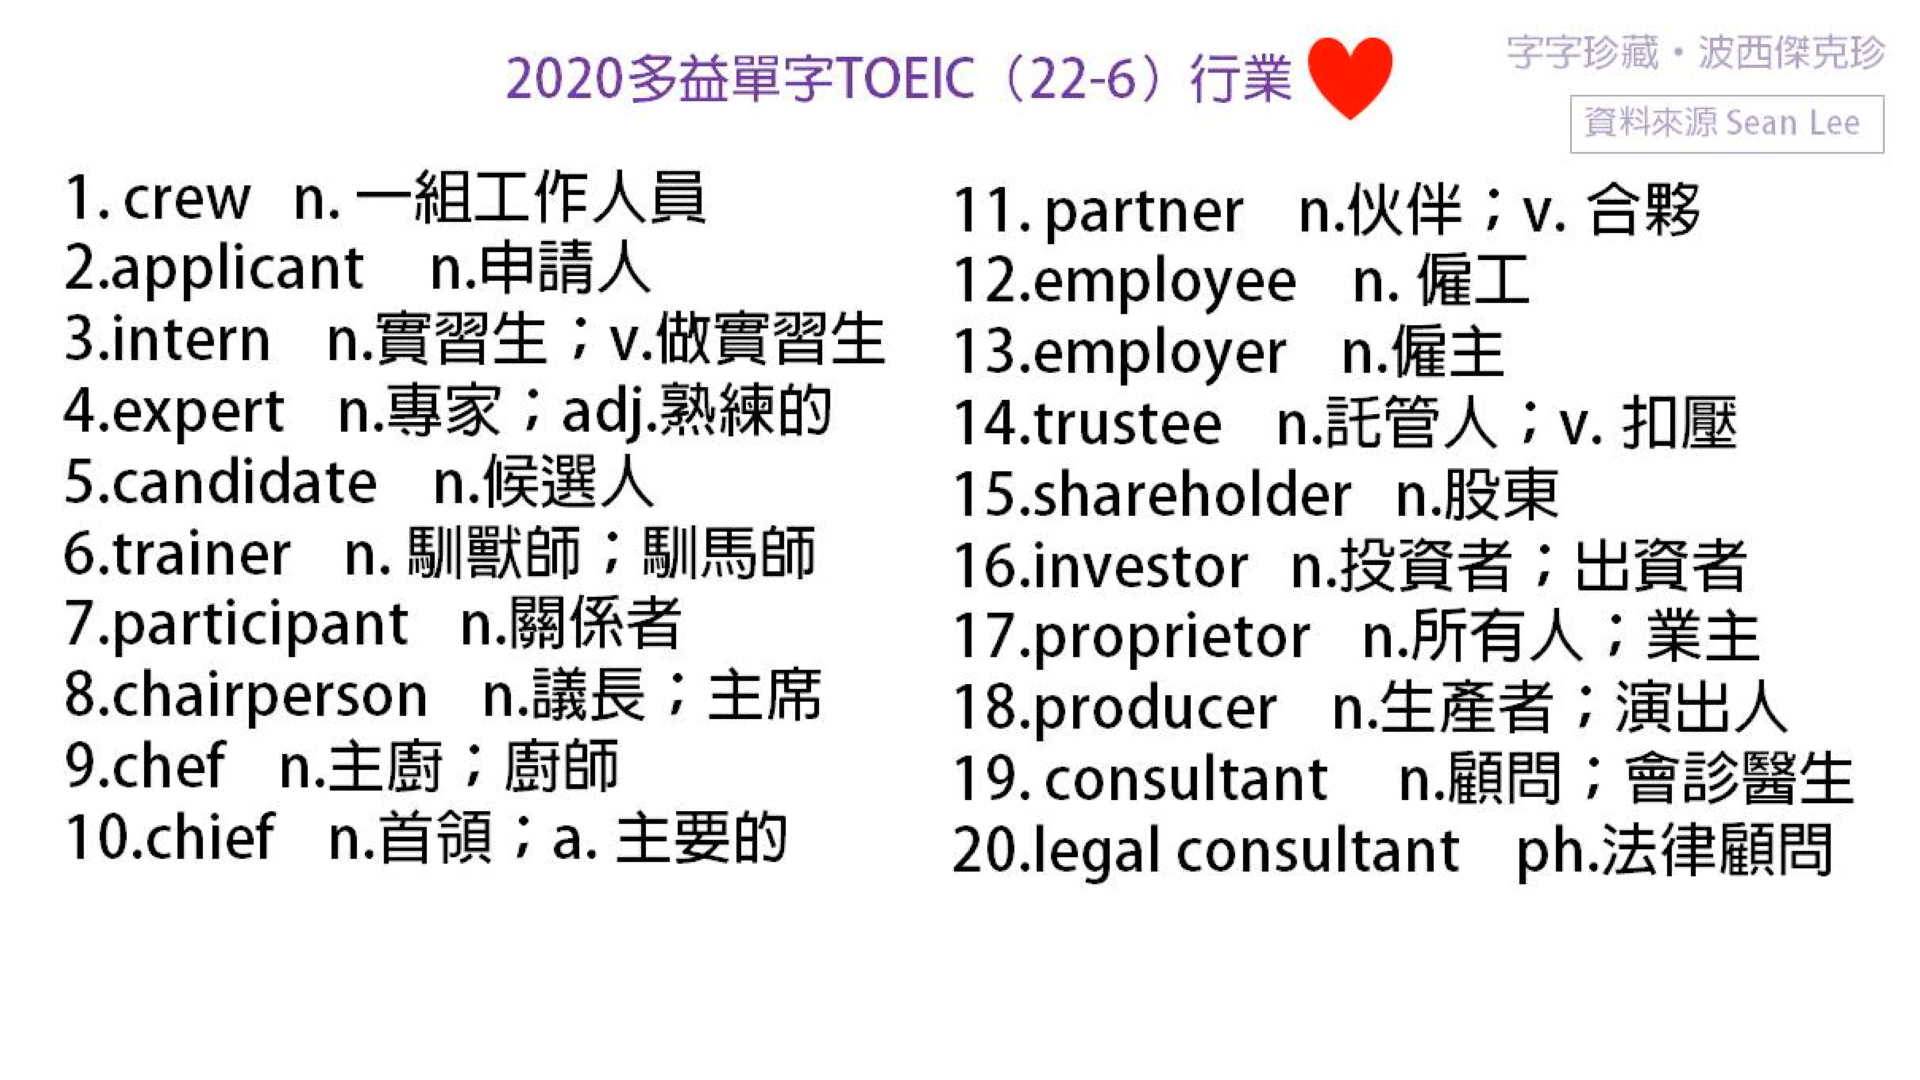 2020多益單字TOEIC（22-6）行業
字字珍藏・波西傑克珍
資料來源 Sean Lee
1. crew n. 一組工作人員
2.applicant n.申請人
3.intern n.實習生；v.做實習生
4.expert n.專家；adj.熟練的
5.candidate n.候選人
6.trainer n. 馴獸師；馴馬師
7.participant n.關係者
8.chairperson n.議長；主席
9.chef n.主廚；廚師
10.chief n.首領；a. 主要的
11. partner n.伙伴；v. 合夥
12.employee n. 僱工
13.employer n.僱主
14.trustee n.託管人；v. 扣壓
15.shareholder n.股東
16.investor n.投資者；出資者
17.proprietor n.所有人；業主
18.producer n.生產者；演出人
19. consultant n.顧問；會診醫生
20.legal consultant ph.法律顧問